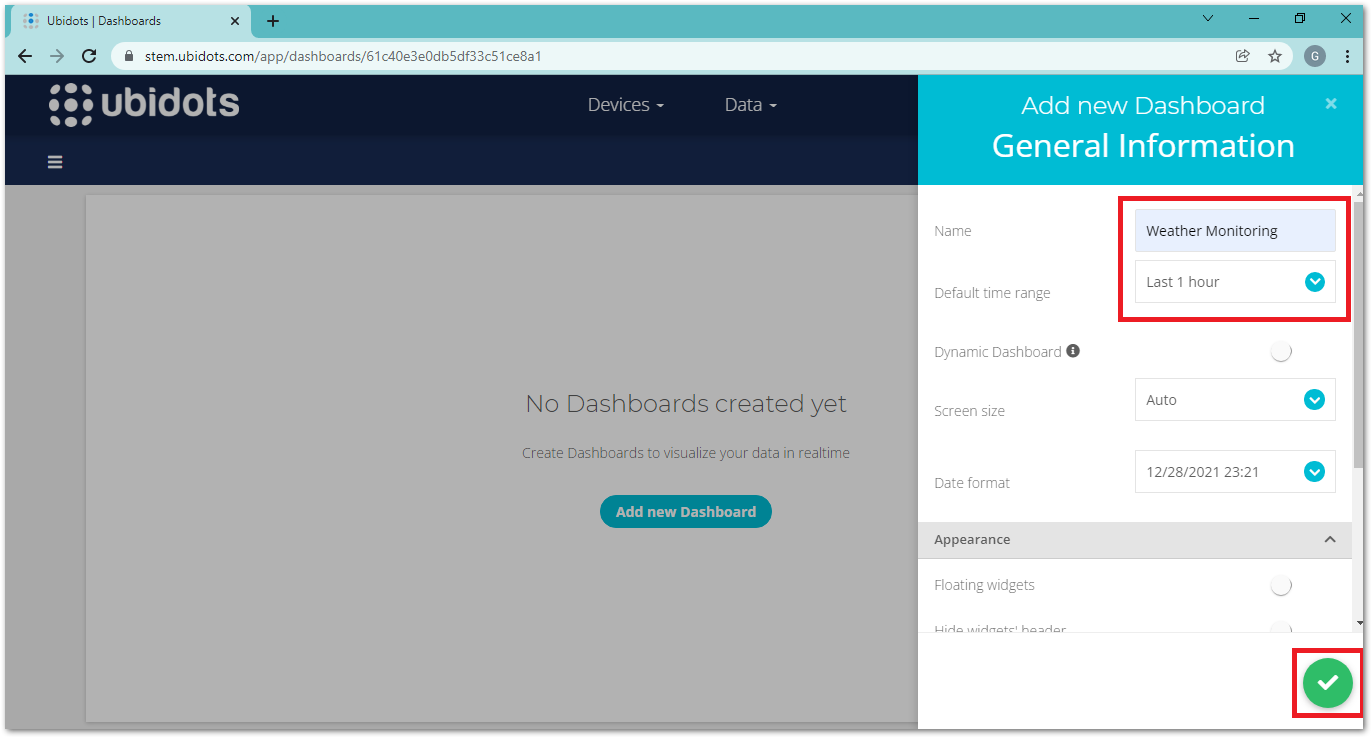 Ubidots | Dashboards
stem.ubidots.com/app/dashboards/61c40e3e0db5df33c51ce8a1
G
ubidots
Devices
Data
Add new Dashboard
General Information
Name
Weather Monitoring
Default time range
Last 1 hour
Dynamic Dashboard
Screen size
Auto
Date format
12/28/2021 23:21
Appearance
Floating widgets
Hide widgets' header
No Dashboards created yet
Create Dashboards to visualize your data in realtime
Add new Dashboard